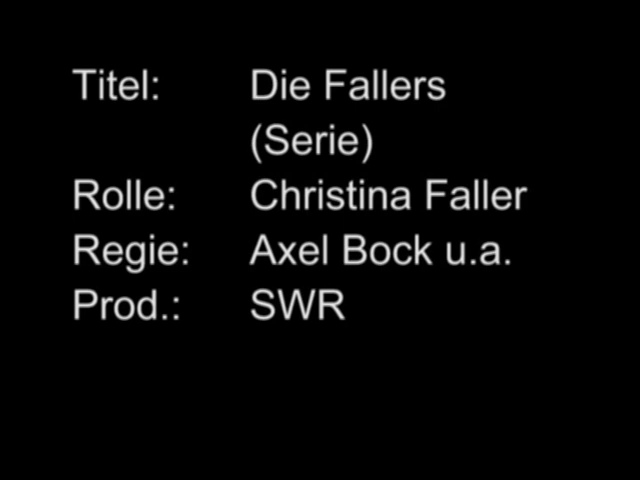 Titel: Die Fallers
(Serie)
Rolle: Christina Faller
Regie: Axel Bock u.a.
Prod.: SWR